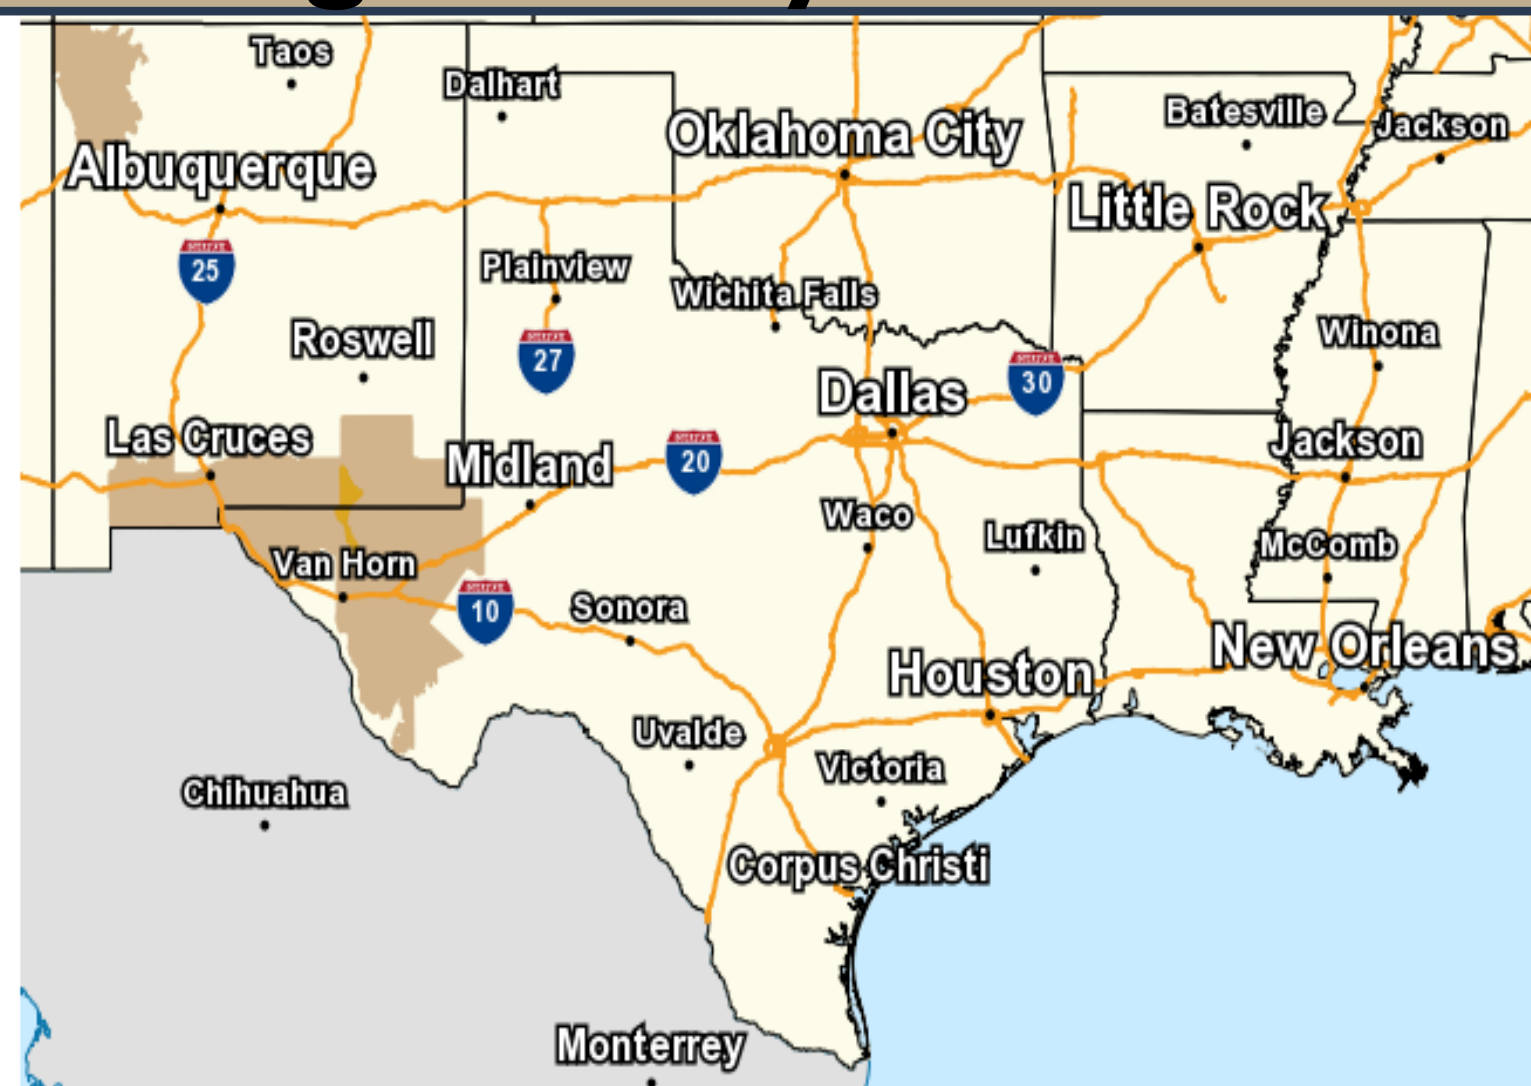 Taos
Dalhart
Batesville
Jackson
Oklahoma City
Albuquerque
Little Rock
25
Plainview
Wichita Falls
Winona
Roswell
27
30
Dallas
Las Cruces
Midland
20
Jackson
Waco
Lufkin
McComb
Van Horn
10
Sonora
New Orleans
Houston
Uvalde
Victoria
Chihuahua
Corpus Christi
Monterrey